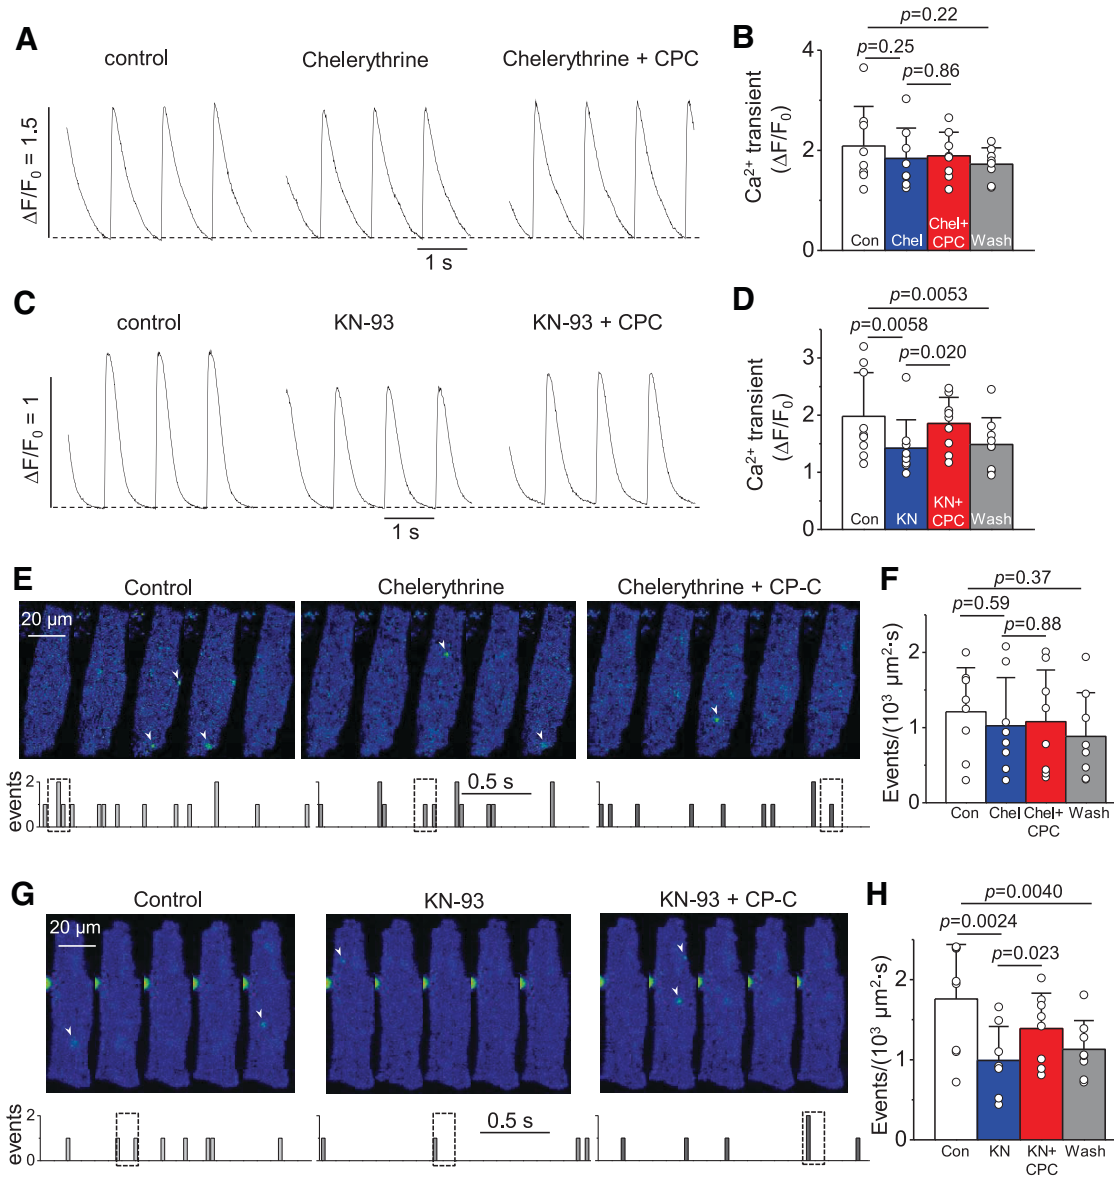 A
control
Chelerythrine
Chelerythrine + CPC
ΔF/F0 = 1.5
1 s
B
p=0.22
p=0.25
p=0.86
Ca2+ transient
(ΔF/F0)
4
2
0
Con
Chel
Chel+
CPC
Wash
C
control
KN-93
KN-93 + CPC
ΔF/F0 = 1
1 s
D
p=0.0053
p=0.0058
p=0.020
Ca2+ transient
(ΔF/F0)
3
2
1
0
Con
KN
KN+
CPC
Wash
E
Control
Chelerythrine
Chelerythrine + CP-C
20 μm
events
2
0
0.5 s
F
p=0.37
p=0.59
p=0.88
Events/(10³ μm²·s)
2
1
0
Con
Chel
Chel+
CPC
Wash
G
Control
KN-93
KN-93 + CP-C
20 μm
events
2
0
0.5 s
H
p=0.0040
p=0.0024
p=0.023
Events/(10³ μm²·s)
2
1
0
Con
KN
KN+
CPC
Wash